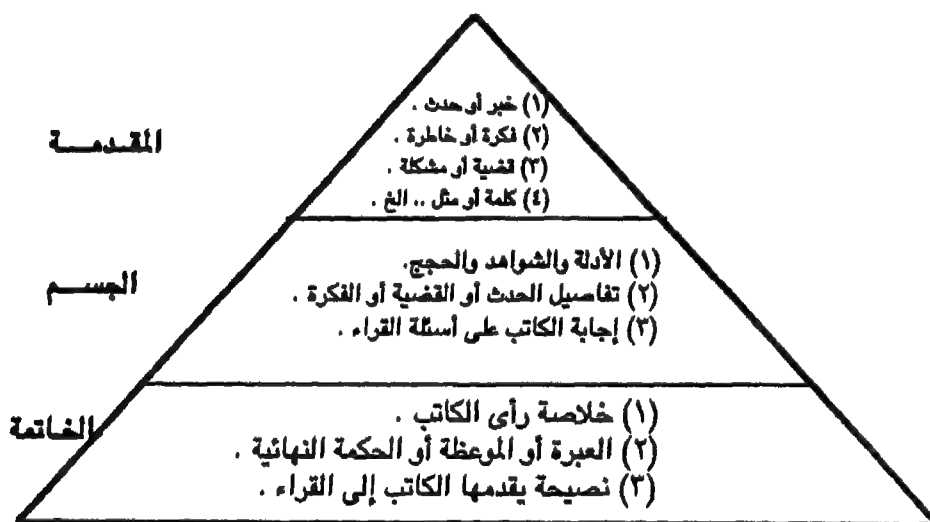 المقدمة
(١) خبر أو حدث .
(٢) فكرة أو خاطرة .
(٣) قضية أو مشكلة .
(٤) كلمة أو مثل .. الخ .
الجسم
(١) الأدلة والشواهد والحجج.
(٢) تفاصيل الحدث أو القضية أو الفكرة .
(٣) إجابة الكاتب على أسئلة القراء .
الخاتمة
(١) خلاصة رأى الكاتب .
(٢) العبرة أو الموعظة أو الحكمة النهائية .
(٣) نصيحة يقدمها الكاتب إلى القراء .